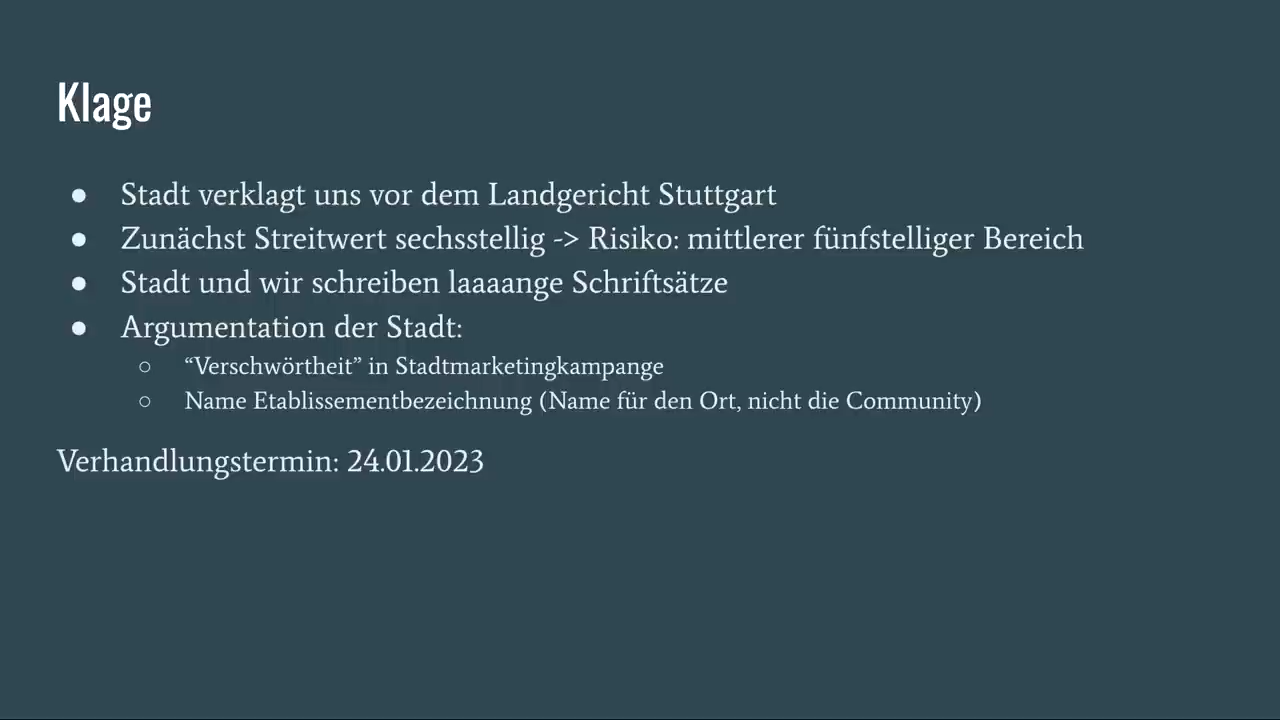 Klage
● Stadt verklagt uns vor dem Landgericht Stuttgart
● Zunächst Streitwert sechsstellig -> Risiko: mittlerer fünfstelliger Bereich
● Stadt und wir schreiben laaaange Schriftsätze
● Argumentation der Stadt:
○ “Verschwörtheit” in Stadtmarketingkampange
○ Name Etablissementbezeichnung (Name für den Ort, nicht die Community)
Verhandlungstermin: 24.01.2023